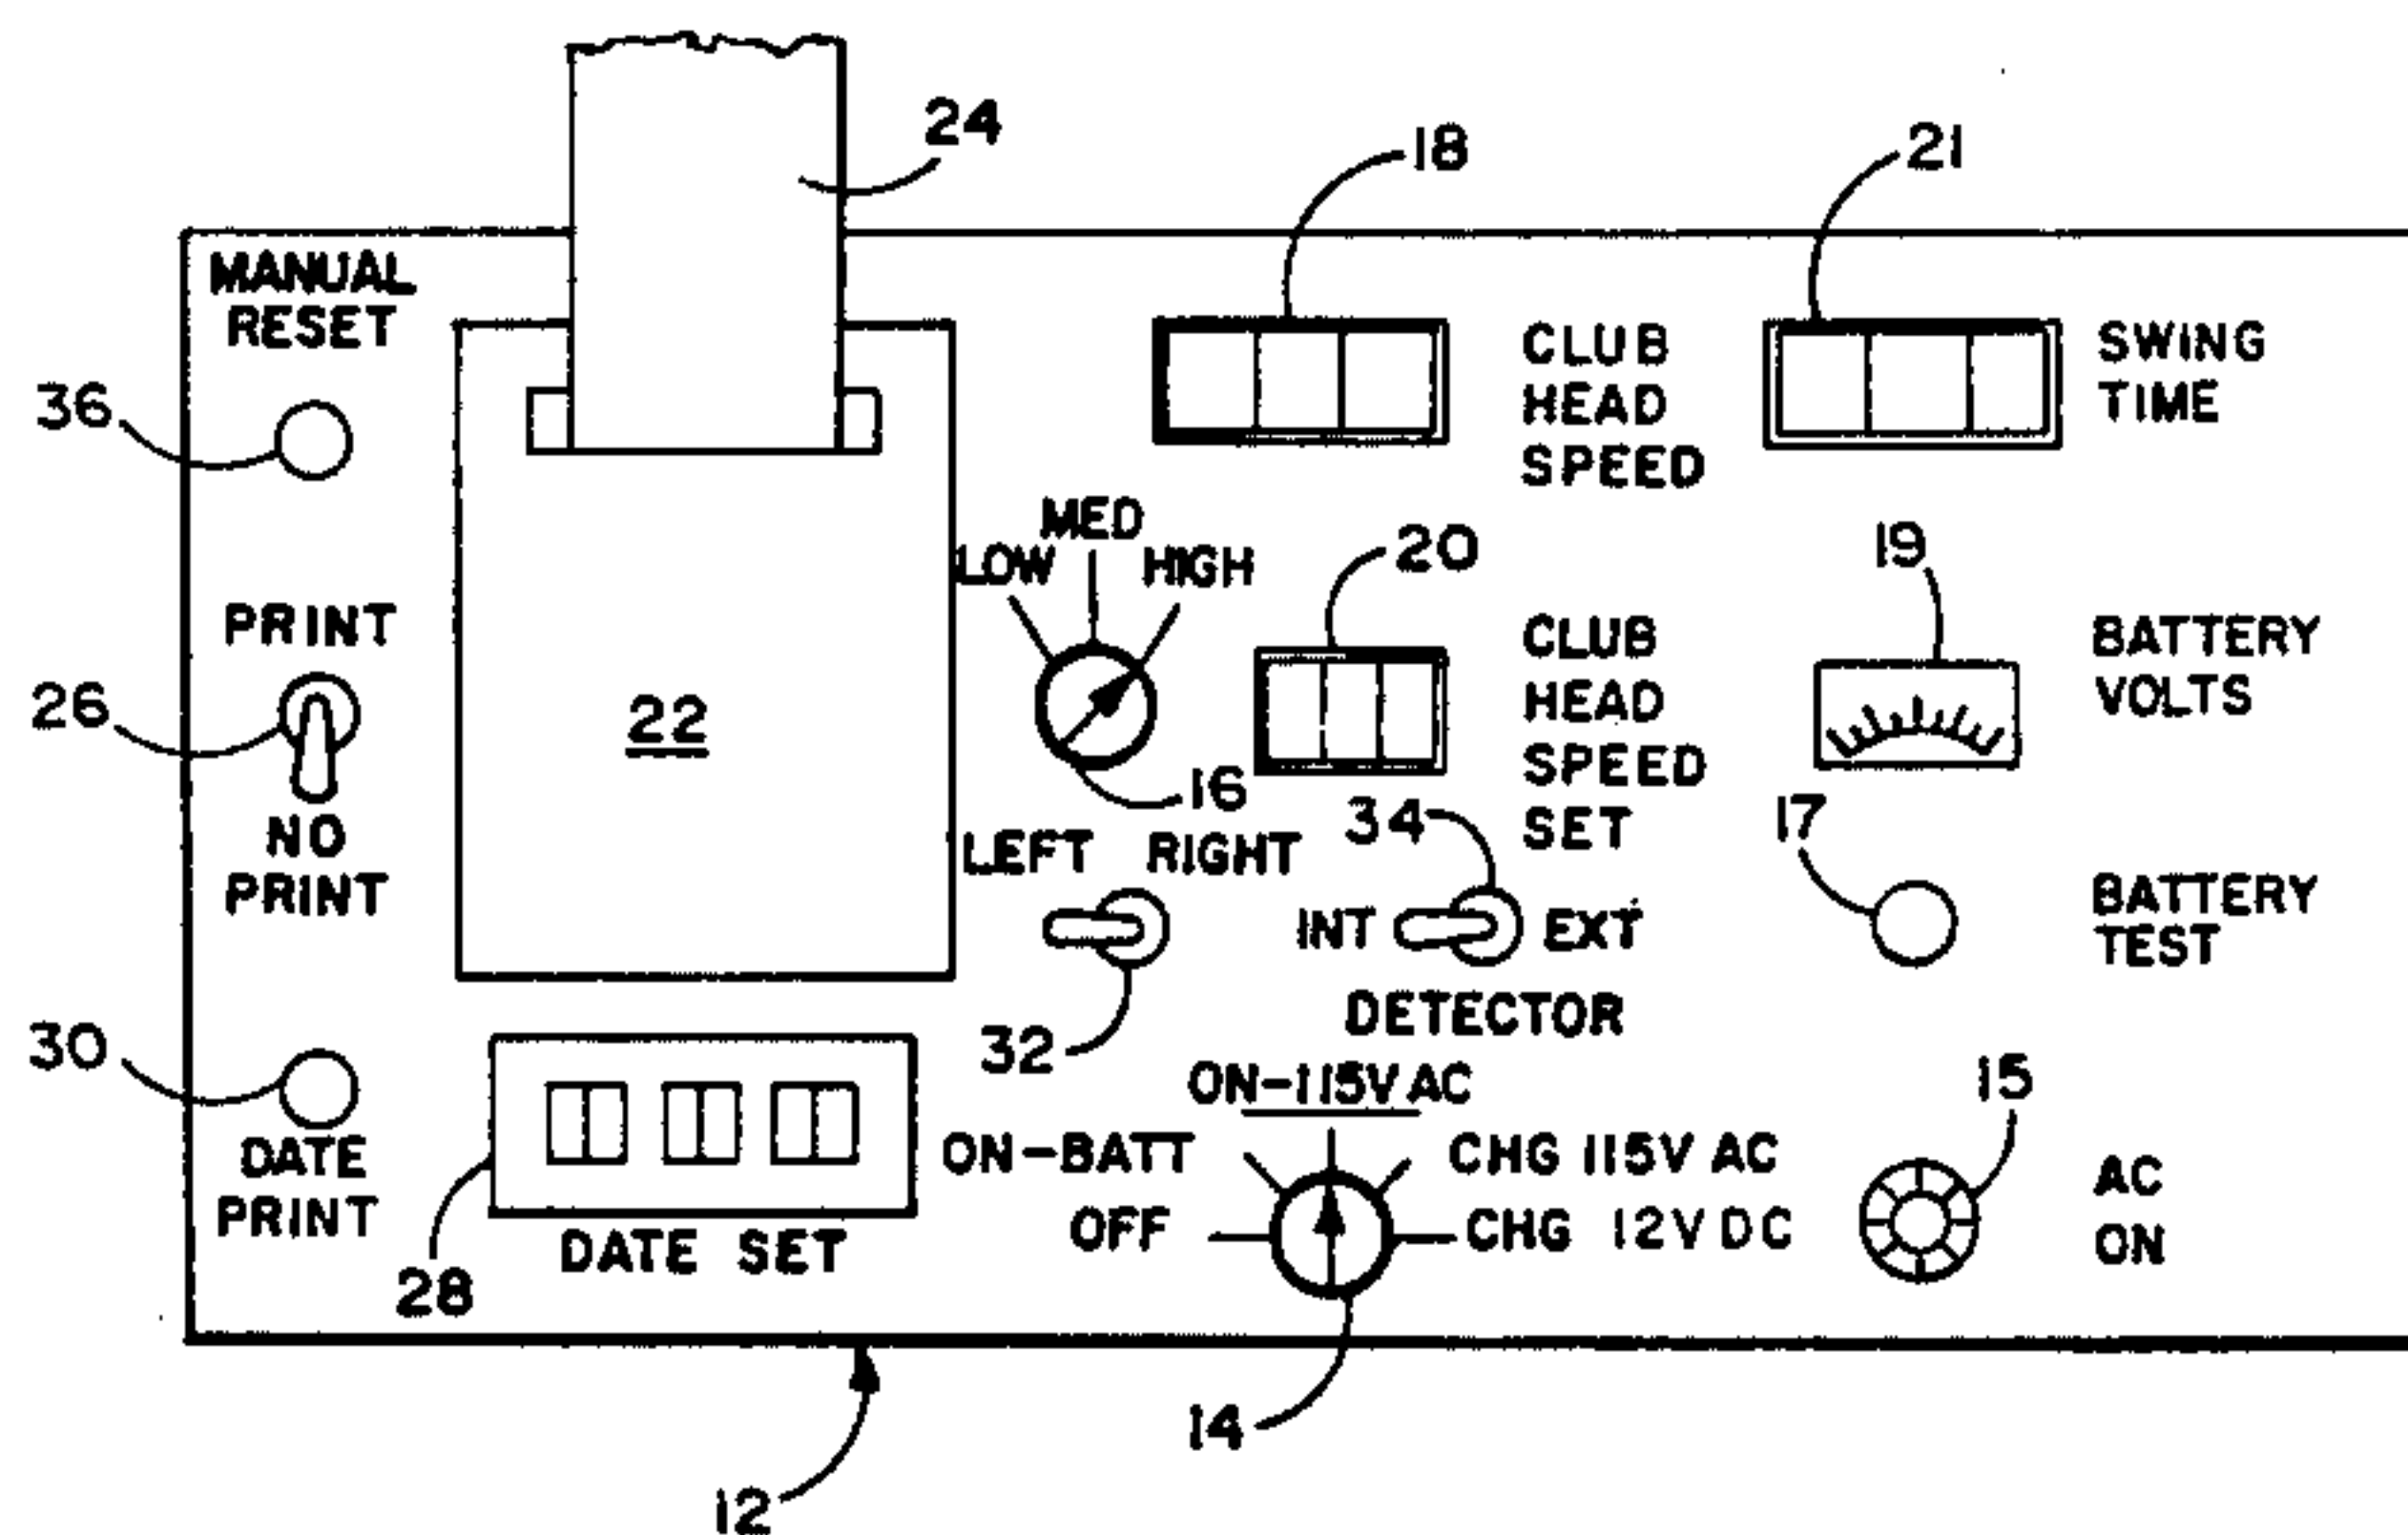 24
18
21
MANUAL
RESET
CLUB
HEAD
SPEED
SWING
TIME
36
LOW
MED
HIGH
20
19
PRINT
26
22
CLUB
HEAD
SPEED
SET
BATTERY
VOLTS
16
34
17
NO
PRINT
LEFT RIGHT
INT EXT
DETECTOR
BATTERY
TEST
30
32
DATE
PRINT
ON-115V AC
15
ON-BATT
CHG 115V AC
OFF
CHG 12V DC
AC
ON
DATE SET
28
14
12